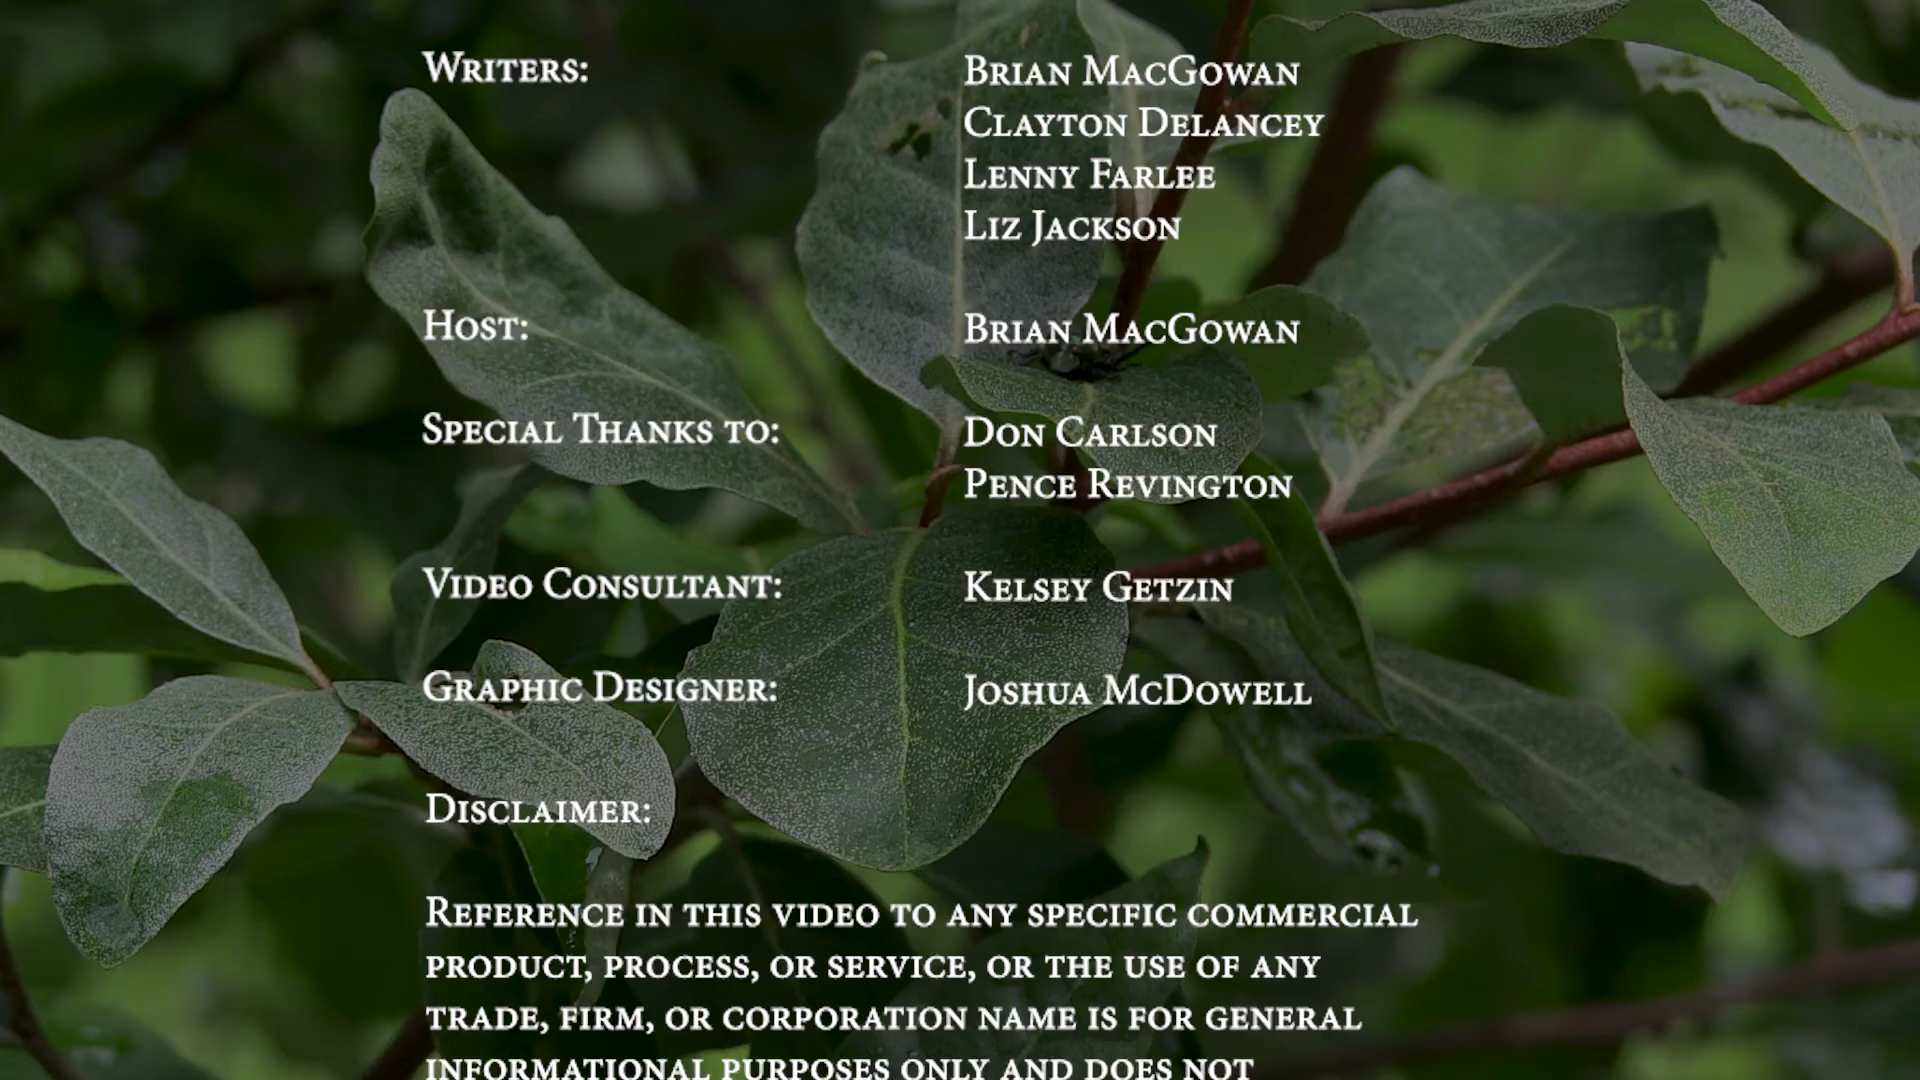 Writers:
Brian MacGowan
Clayton Delancey
Lenny Farlee
Liz Jackson
Host:
Brian MacGowan
Special Thanks to:
Don Carlson
Pence Revington
Video Consultant:
Kelsey Getzin
Graphic Designer:
Joshua McDowell
Disclaimer:
Reference in this video to any specific commercial
product, process, or service, or the use of any
trade, firm, or corporation name is for general
informational purposes only and does not